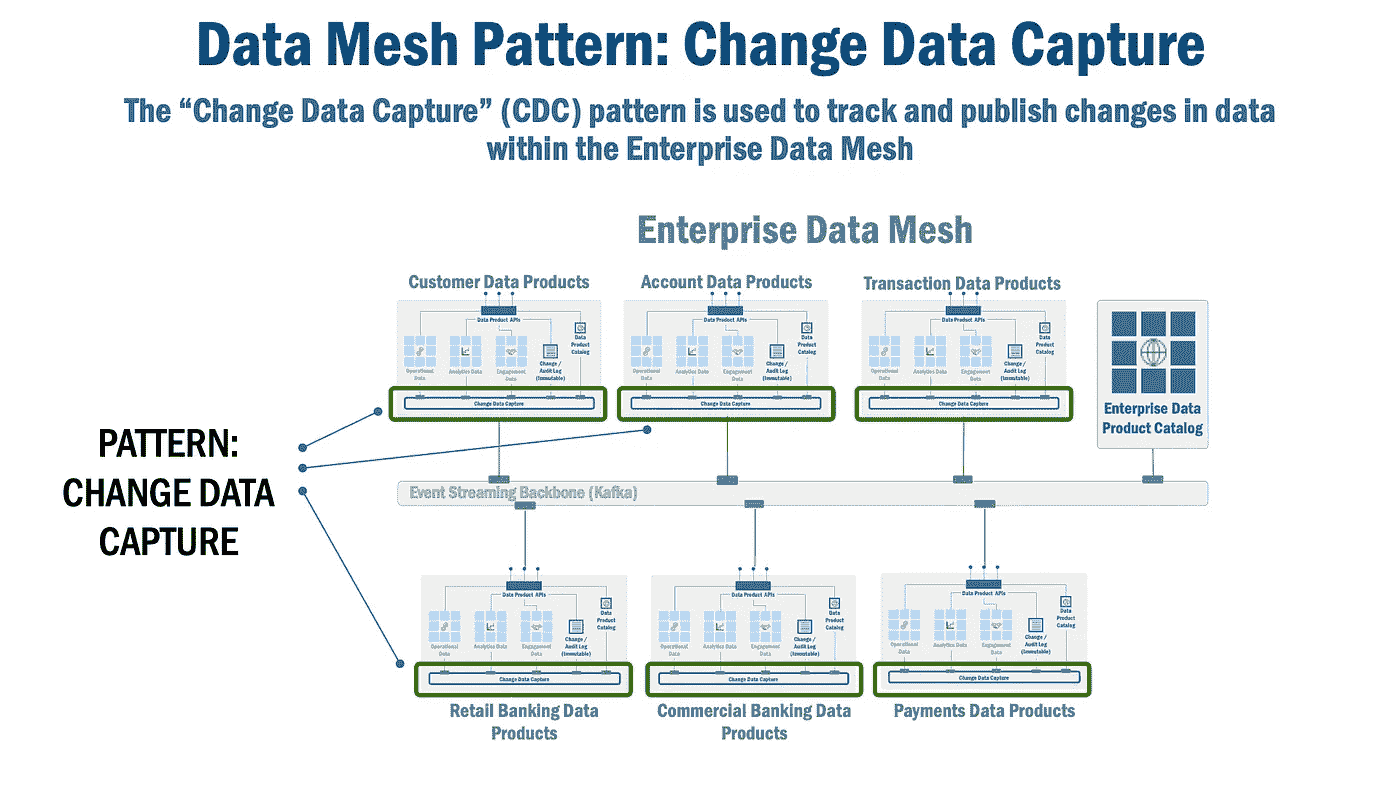 Data Mesh Pattern: Change Data Capture
The “Change Data Capture” (CDC) pattern is used to track and publish changes in data
within the Enterprise Data Mesh
Enterprise Data Mesh
Customer Data Products
Data Product APIs
Data
Product
Catalog
Operational
Data
Analytics Data
Engagement
Data
Change /
Audit Log
(Immutable)
Change Data Capture
Account Data Products
Data Product APIs
Data
Product
Catalog
Operational
Data
Analytics Data
Engagement
Data
Change /
Audit Log
(Immutable)
Change Data Capture
Transaction Data Products
Data Product APIs
Data
Product
Catalog
Operational
Data
Analytics Data
Engagement
Data
Change /
Audit Log
(Immutable)
Change Data Capture
Enterprise Data
Product Catalog
PATTERN:
CHANGE DATA
CAPTURE
Event Streaming Backbone (Kafka)
Data Product APIs
Data
Product
Catalog
Operational
Data
Analytics Data
Engagement
Data
Change /
Audit Log
(Immutable)
Change Data Capture
Retail Banking Data
Products
Data Product APIs
Data
Product
Catalog
Operational
Data
Analytics Data
Engagement
Data
Change /
Audit Log
(Immutable)
Change Data Capture
Commercial Banking Data
Products
Data Product APIs
Data
Product
Catalog
Operational
Data
Analytics Data
Engagement
Data
Change /
Audit Log
(Immutable)
Change Data Capture
Payments Data Products